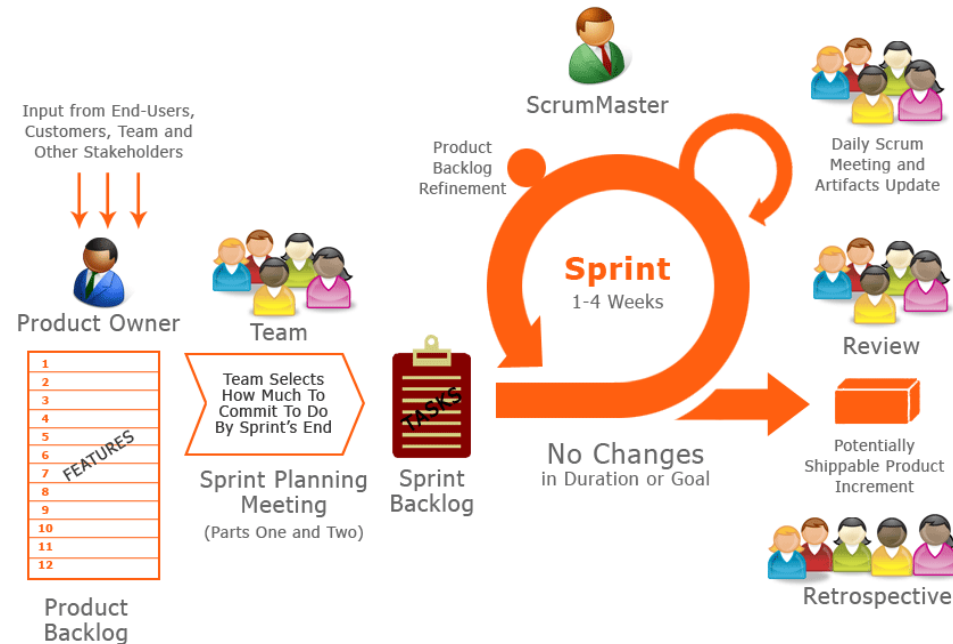 Input from End-Users,
Customers, Team and
Other Stakeholders
Product Owner
1
2
3
4
5
6
7
8
9
10
11
12
FEATURES
Product
Backlog
Team
Team Selects
How Much To
Commit To Do
By Sprint's End
Sprint Planning
Meeting
(Parts One and Two)
TASKS
Sprint
Backlog
ScrumMaster
Product
Backlog
Refinement
Sprint
1-4 Weeks
No Changes
in Duration or Goal
Daily Scrum
Meeting and
Artifacts Update
Review
Potentially
Shippable Product
Increment
Retrospective